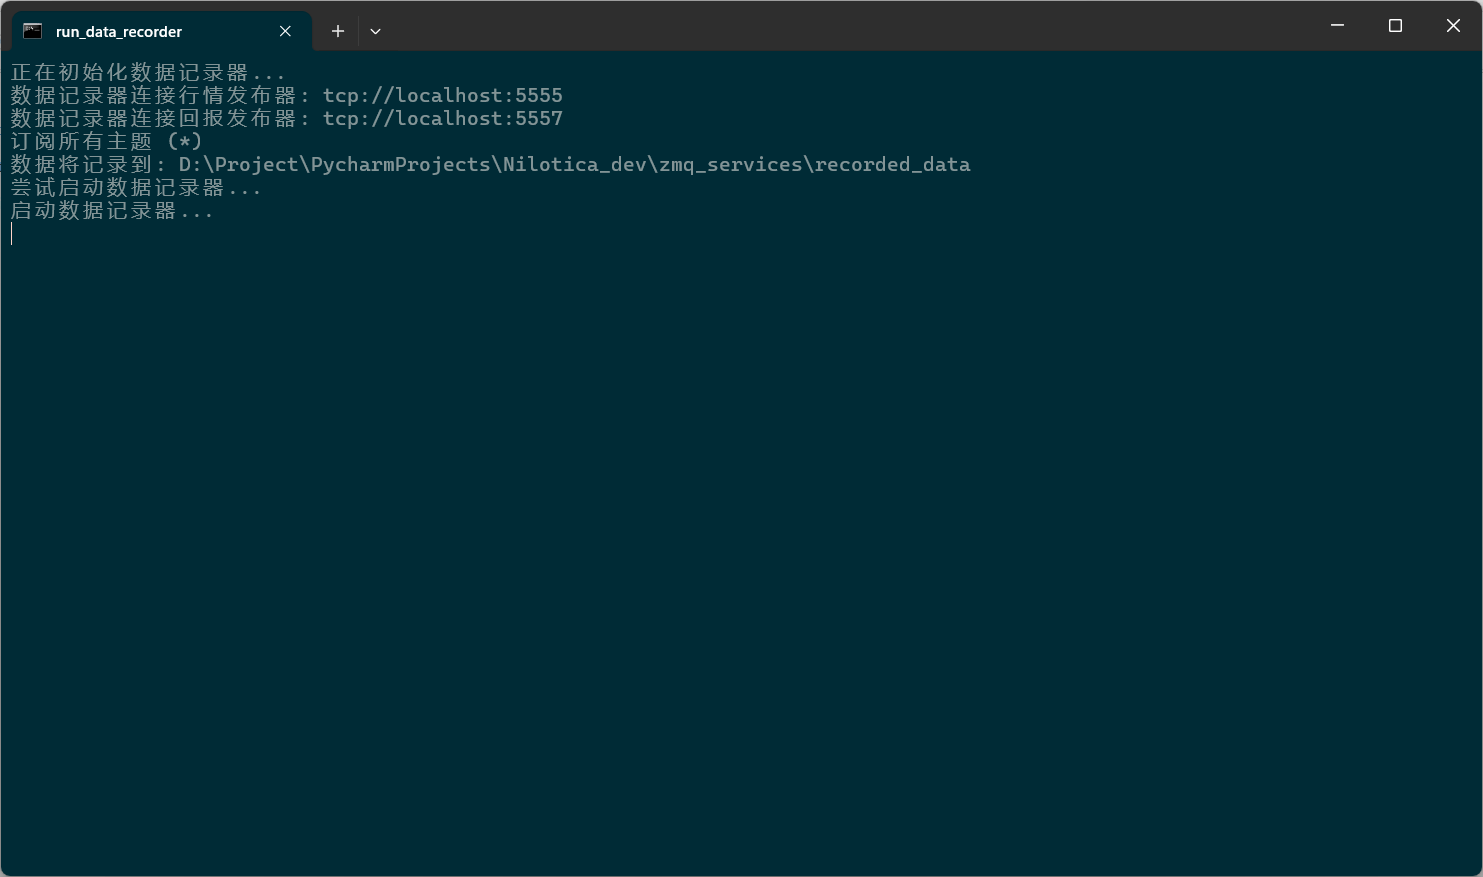 run_data_recorder
正在初始化数据记录器...
数据记录器连接行情发布器: tcp://localhost:5555
数据记录器连接回报发布器: tcp://localhost:5557
订阅所有主题 (*)
数据将记录到: D:\Project\PycharmProjects\Nilotica_dev\zmq_services\recorded_data
尝试启动数据记录器...
启动数据记录器...